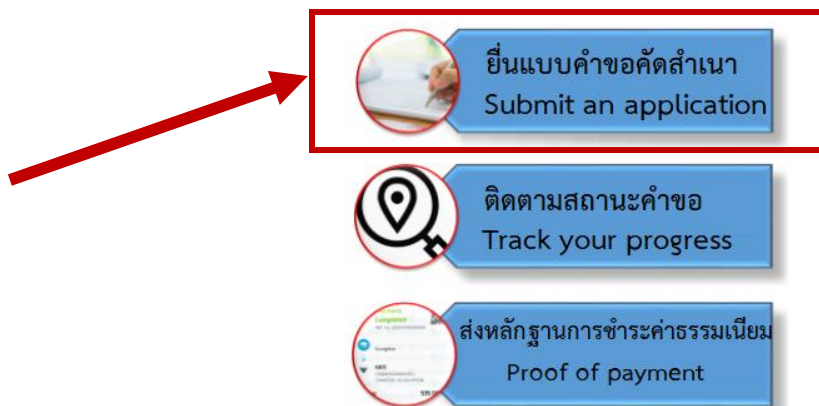 ยื่นแบบคำขอคัดสำเนา
Submit an application
ติดตามสถานะคำขอ
Track your progress
ส่งหลักฐานการชำระค่าธรรมเนียม
Proof of payment
Completed